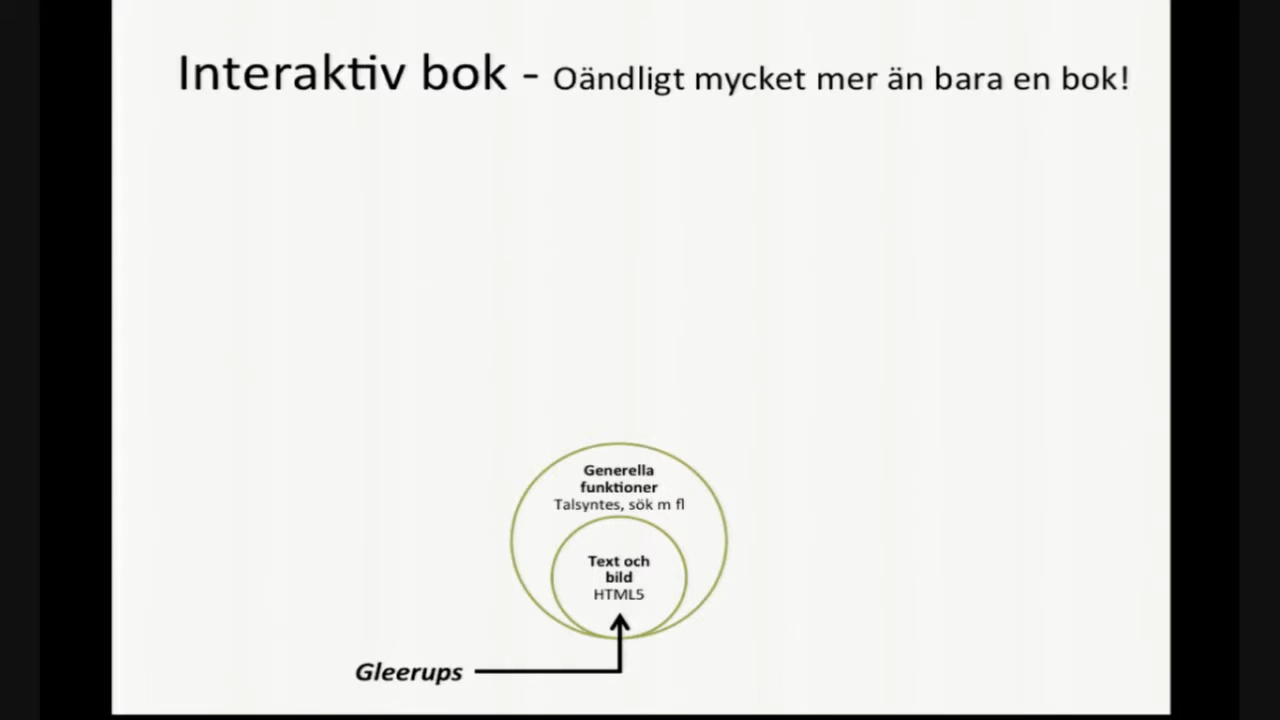 Interaktiv bok - Oändligt mycket mer än bara en bok!
Generella
funktioner
Talsyntes, sök m fl
Text och
bild
HTML5
Gleerups